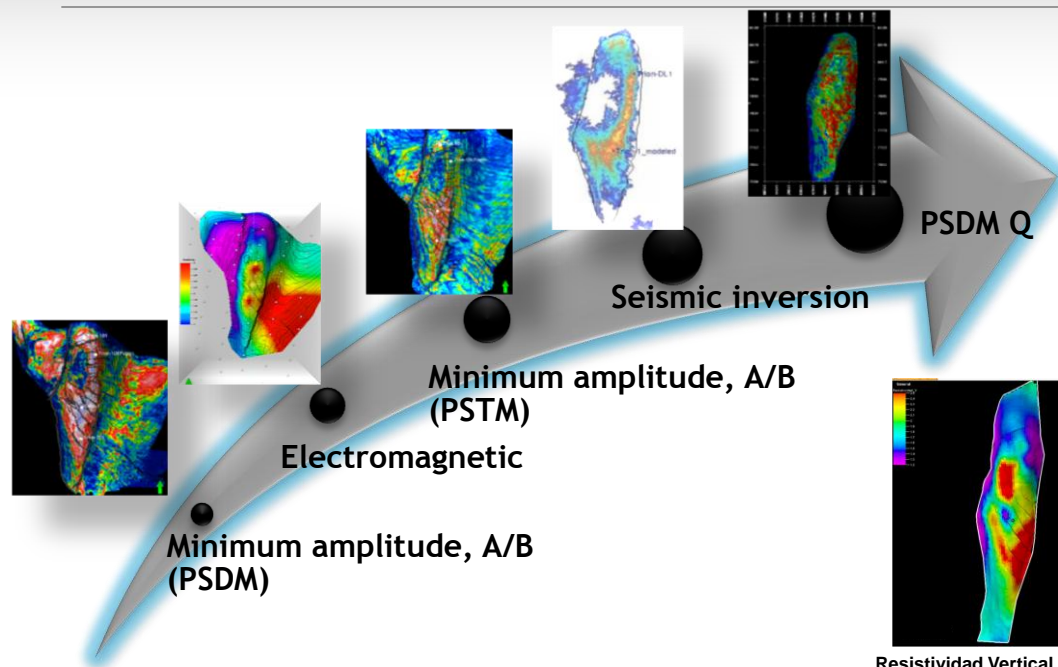 PSDM Q
Seismic inversion
Minimum amplitude, A/B
(PSTM)
Electromagnetic
Minimum amplitude, A/B
(PSDM)
Resistividad Vertical